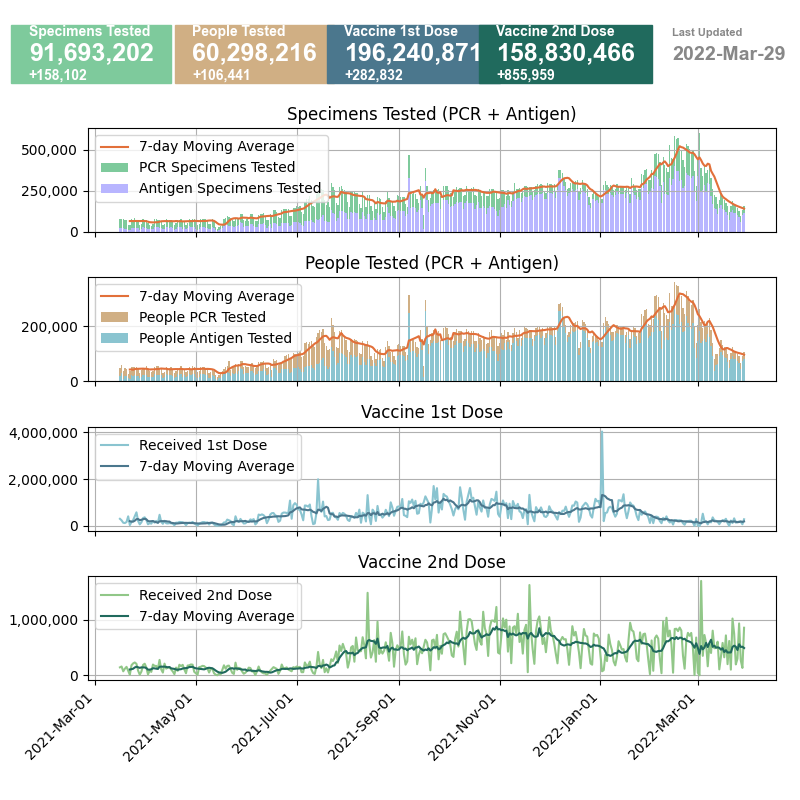 Specimens Tested
91,693,202
+158,102
People Tested
60,298,216
+106,441
Vaccine 1st Dose
196,240,871
+282,832
Vaccine 2nd Dose
158,830,466
+855,959
Last Updated
2022-Mar-29
Specimens Tested (PCR + Antigen)
500,000
250,000
0
7-day Moving Average
PCR Specimens Tested
Antigen Specimens Tested
People Tested (PCR + Antigen)
200,000
0
7-day Moving Average
People PCR Tested
People Antigen Tested
Vaccine 1st Dose
4,000,000
2,000,000
0
Received 1st Dose
7-day Moving Average
Vaccine 2nd Dose
1,000,000
0
Received 2nd Dose
7-day Moving Average
2021-Mar-01
2021-May-01
2021-Jul-01
2021-Sep-01
2021-Nov-01
2022-Jan-01
2022-Mar-01